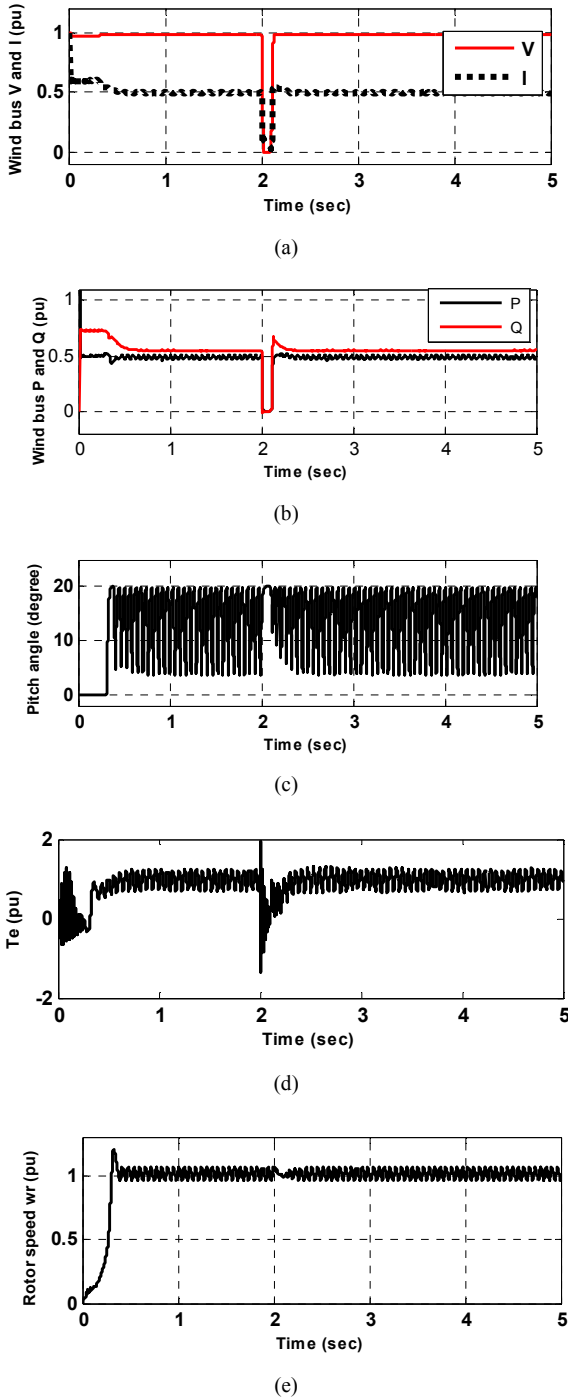 Wind bus V and I (pu)
1
0.5
0
V
I
0 1 2 3 4 5
Time (sec)
(a)
Wind bus P and Q (pu)
1
0.5
0
P
Q
0 1 2 3 4 5
Time (sec)
(b)
Pitch angle (degree)
20
10
0
0 1 2 3 4 5
Time (sec)
(c)
Te (pu)
2
0
-2
0 1 2 3 4 5
Time (sec)
(d)
Rotor speed wr (pu)
1
0.5
0
0 1 2 3 4 5
Time (sec)
(e)